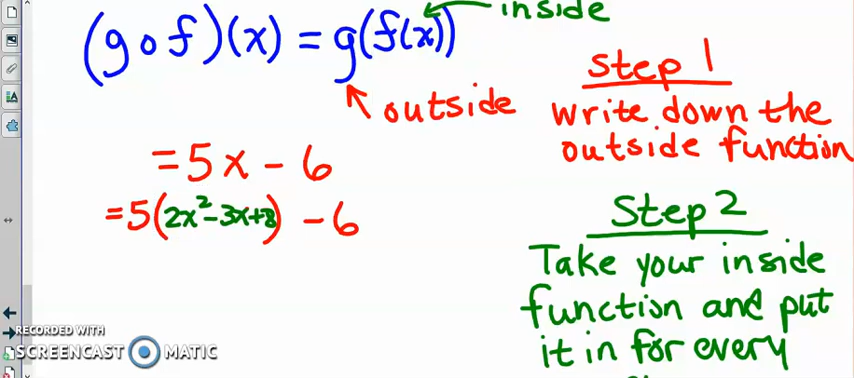 inside
(g o f)(x) = g(f(x))
outside
= 5x - 6
= 5(2x² - 3x + 8) - 6
Step 1
write down the
outside function
Step 2
Take your inside
function and put
it in for every
RECORDED WITH
SCREENCAST MATIC